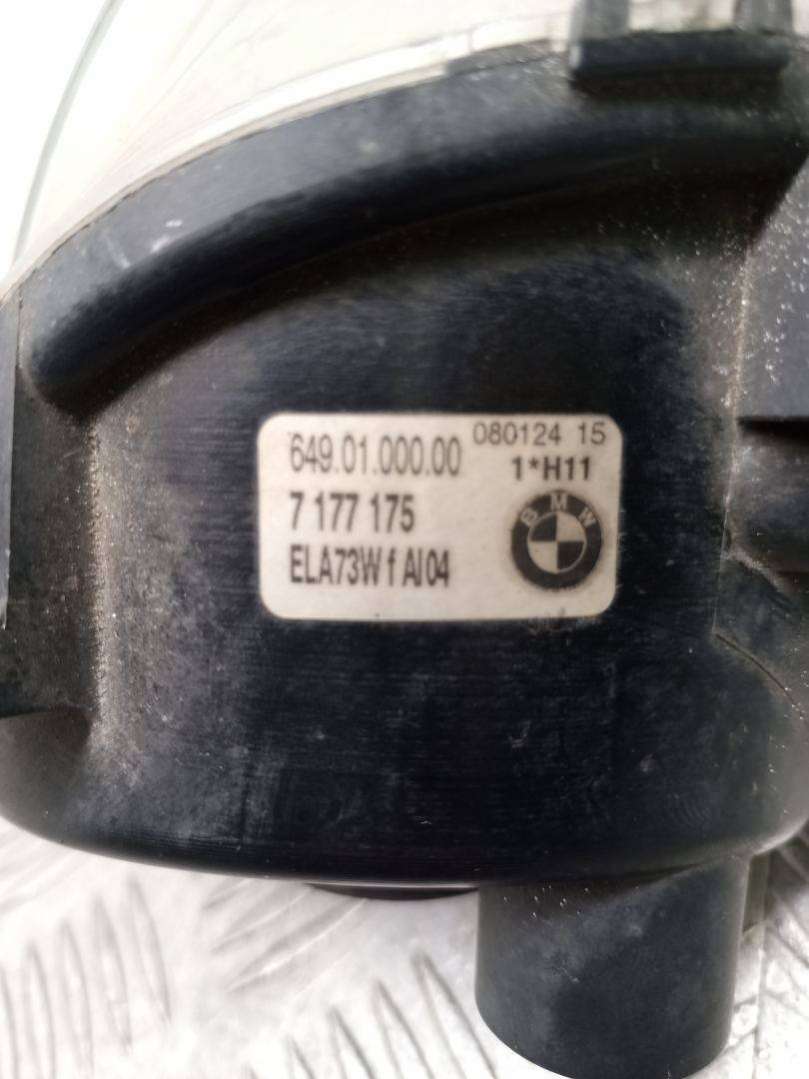 649.01.000.00 080124 15
1*H11
7 177 175
BMW
ELA73W f AI04